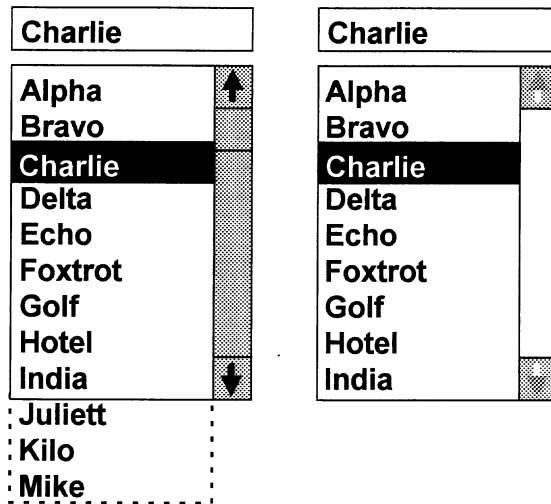 Charlie
Alpha
Bravo
Charlie
Delta
Echo
Foxtrot
Golf
Hotel
India
Juliett
Kilo
Mike
Charlie
Alpha
Bravo
Charlie
Delta
Echo
Foxtrot
Golf
Hotel
India